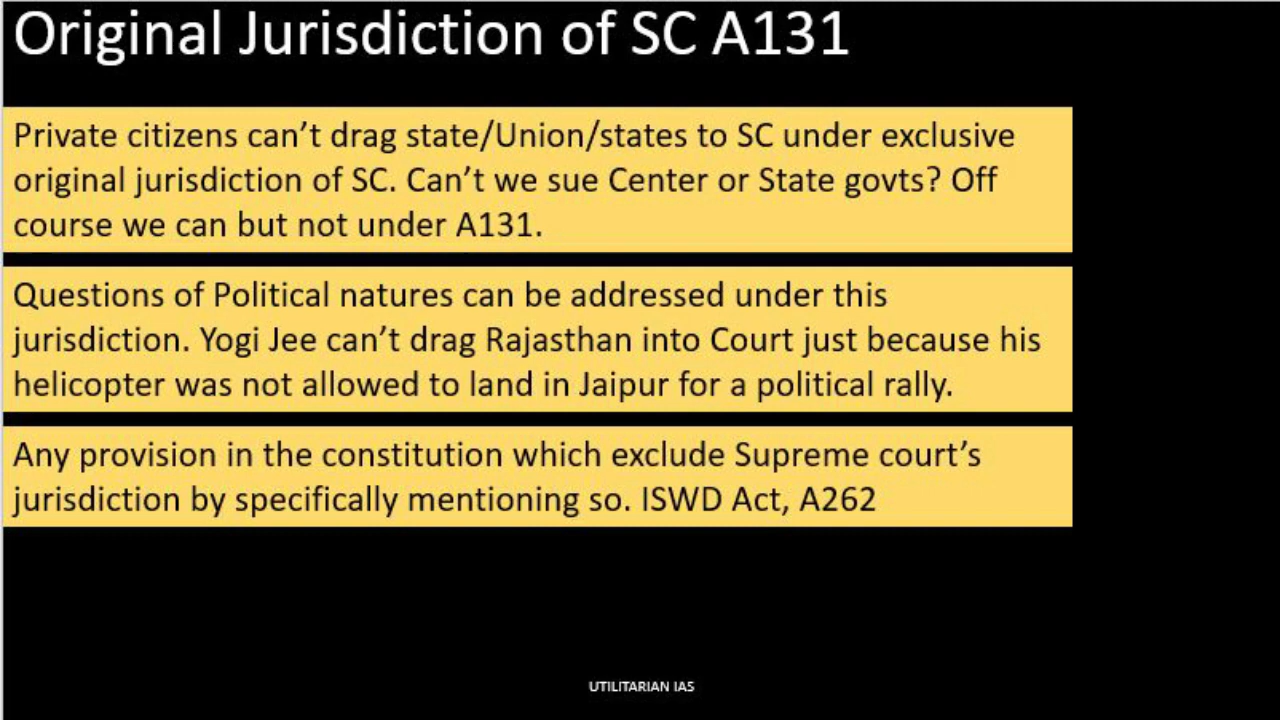 Original Jurisdiction of SC A131
Private citizens can’t drag state/Union/states to SC under exclusive
original jurisdiction of SC. Can’t we sue Center or State govts? Off
course we can but not under A131.
Questions of Political natures can be addressed under this
jurisdiction. Yogi Jee can’t drag Rajasthan into Court just because his
helicopter was not allowed to land in Jaipur for a political rally.
Any provision in the constitution which exclude Supreme court’s
jurisdiction by specifically mentioning so. ISWD Act, A262
UTILITARIAN IAS